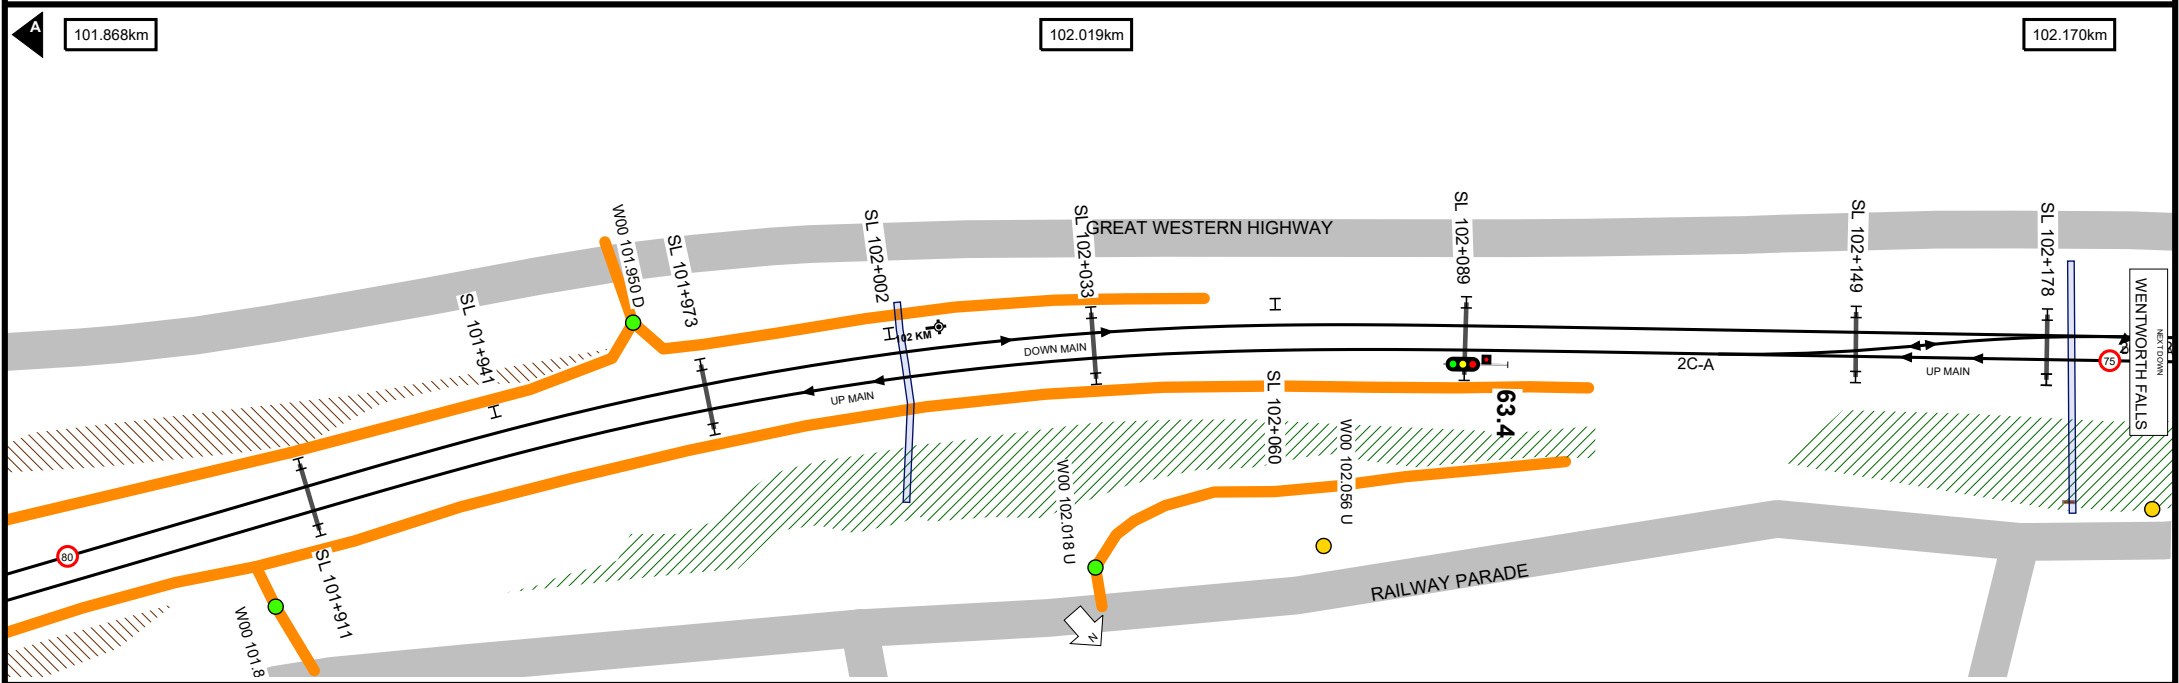 A
101.868km
102.019km
102.170km
GREAT WESTERN HIGHWAY
W00 101.950 D
SL 101+973
SL 102+002
SL 102+033
SL 102+089
SL 102+149
SL 102+178
SL 101+941
102 KM
DOWN MAIN
UP MAIN
2C-A
UP MAIN
75
WENTWORTH FALLS
NEXT DOWN
63.4
SL 102+060
W00 102.056 U
W00 102.018 U
80
SL 101+911
W00 101.8
RAILWAY PARADE
N